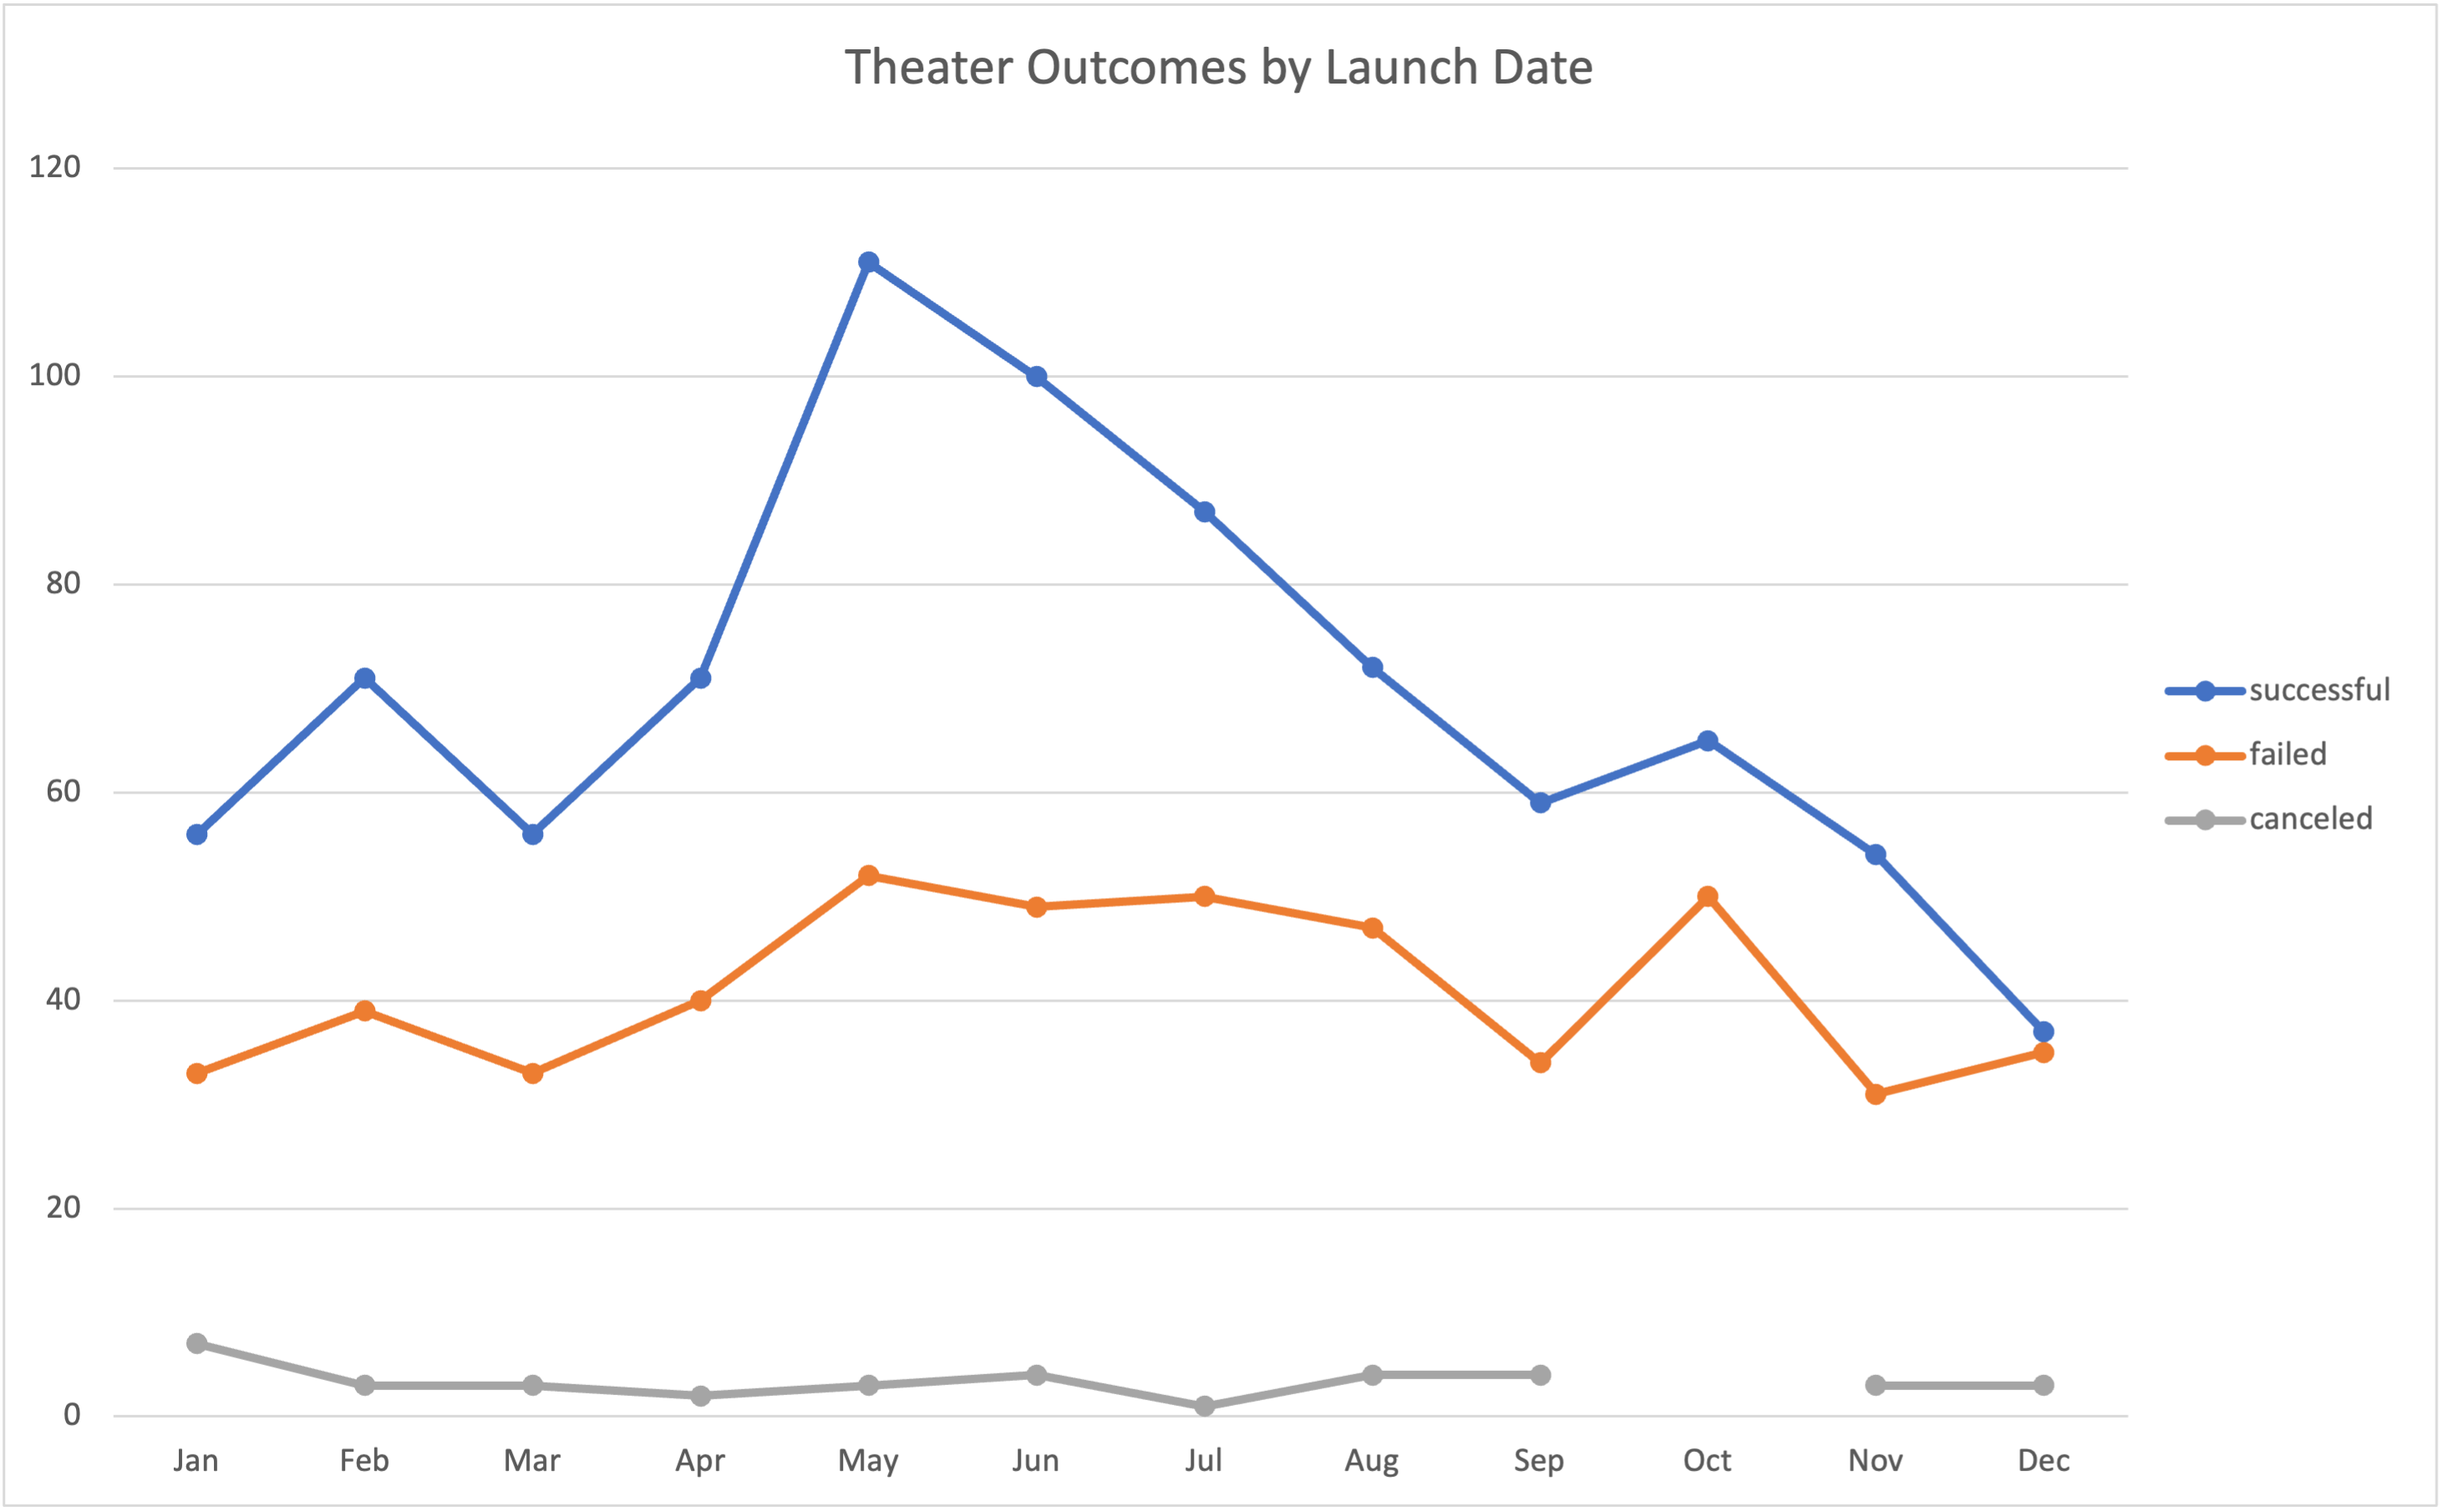 Theater Outcomes by Launch Date
120
100
80
60
40
20
0
Jan Feb Mar Apr May Jun Jul Aug Sep Oct Nov Dec
successful
failed
canceled